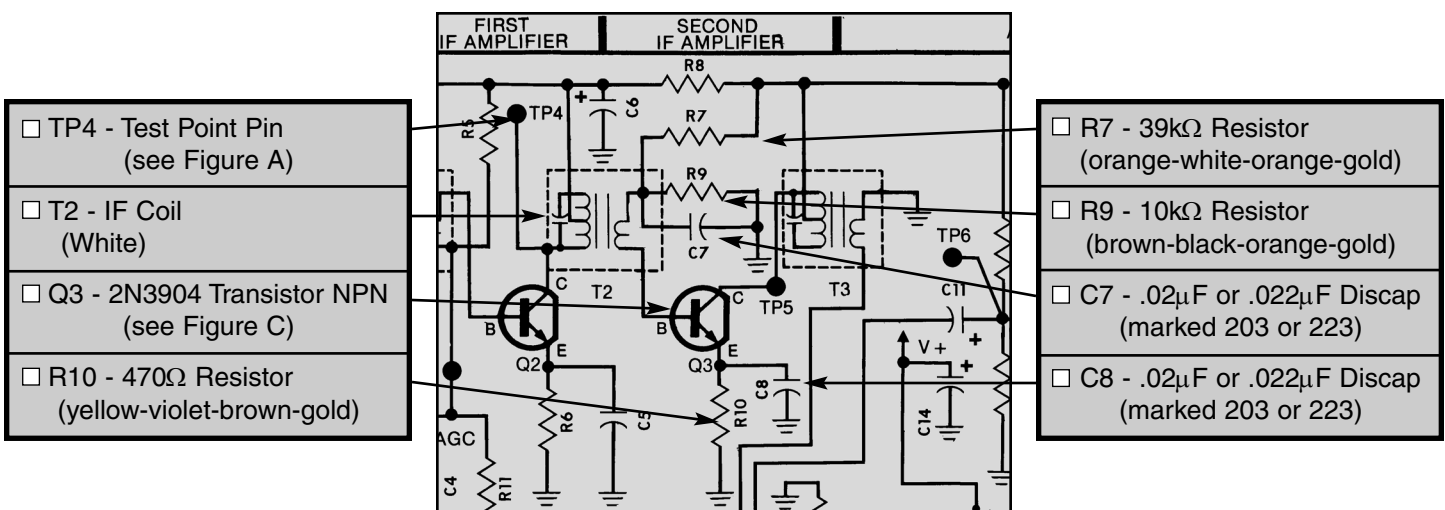 FIRST
IF AMPLIFIER
SECOND
IF AMPLIFIER
☐ TP4 - Test Point Pin
(see Figure A)
☐ T2 - IF Coil
(White)
☐ Q3 - 2N3904 Transistor NPN
(see Figure C)
☐ R10 - 470Ω Resistor
(yellow-violet-brown-gold)
R8
C6
+
TP4
R5
R7
R9
C7
T2
TP5
T3
TP6
C11
+
C
B
E
Q2
C
B
E
Q3
V+
+
R6
C5
R10
C8
C14
AGC
C4
R11
☐ R7 - 39kΩ Resistor
(orange-white-orange-gold)
☐ R9 - 10kΩ Resistor
(brown-black-orange-gold)
☐ C7 - .02μF or .022μF Discap
(marked 203 or 223)
☐ C8 - .02μF or .022μF Discap
(marked 203 or 223)